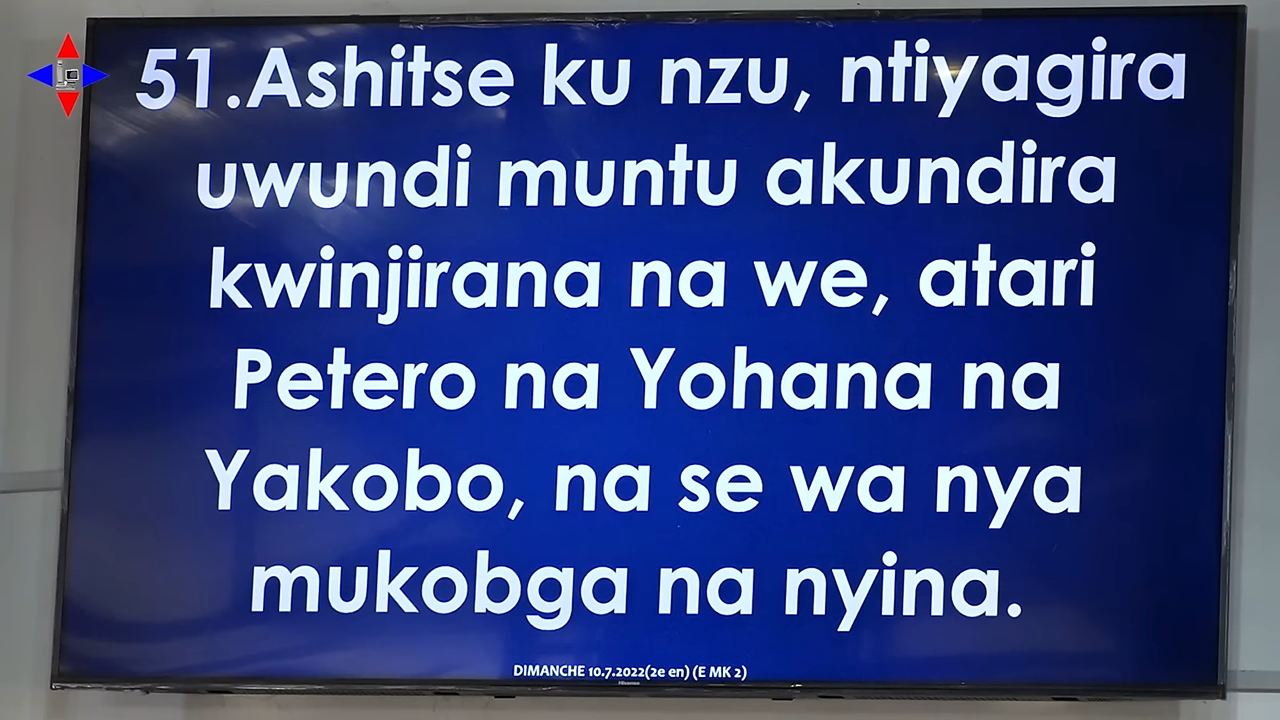 51.Ashitse ku nzu, ntiyagira
uwundi muntu akundira
kwinjirana na we, atari
Petero na Yohana na
Yakobo, na se wa nya
mukobga na nyina.
DIMANCHE 10.7.2022(2e en) (E MK 2)
Hisense